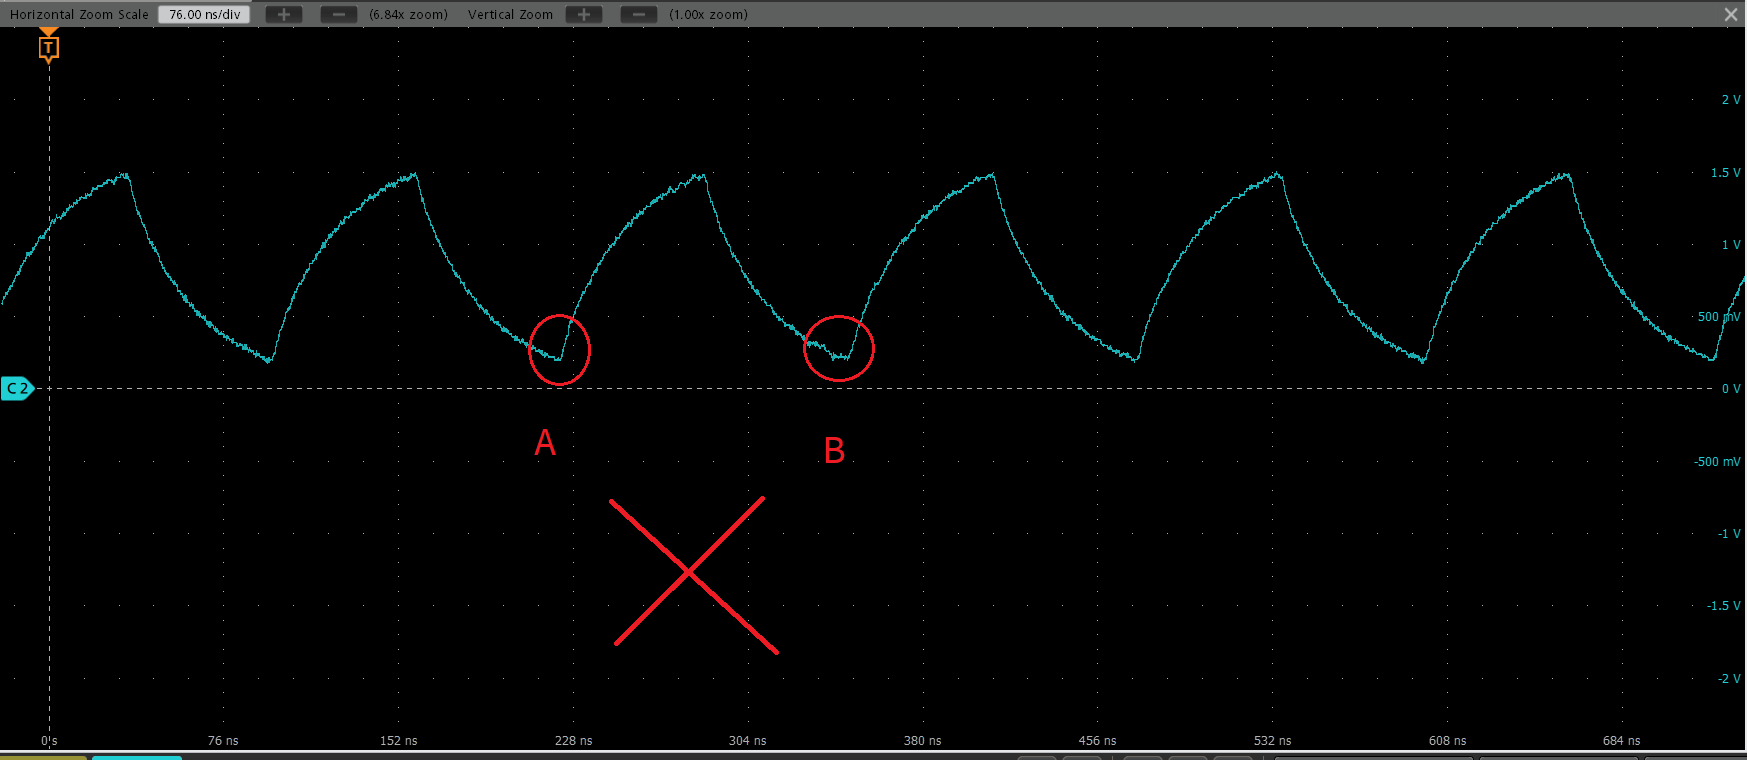 Horizontal Zoom Scale 76.00 ns/div + − (6.84x zoom) Vertical Zoom + − (1.00x zoom)
T
2 V
1.5 V
1 V
500 mV
C 2
0 V
A
B
-500 mV
-1 V
-1.5 V
-2 V
0's 76 ns 152 ns 228 ns 304 ns 380 ns 456 ns 532 ns 608 ns 684 ns